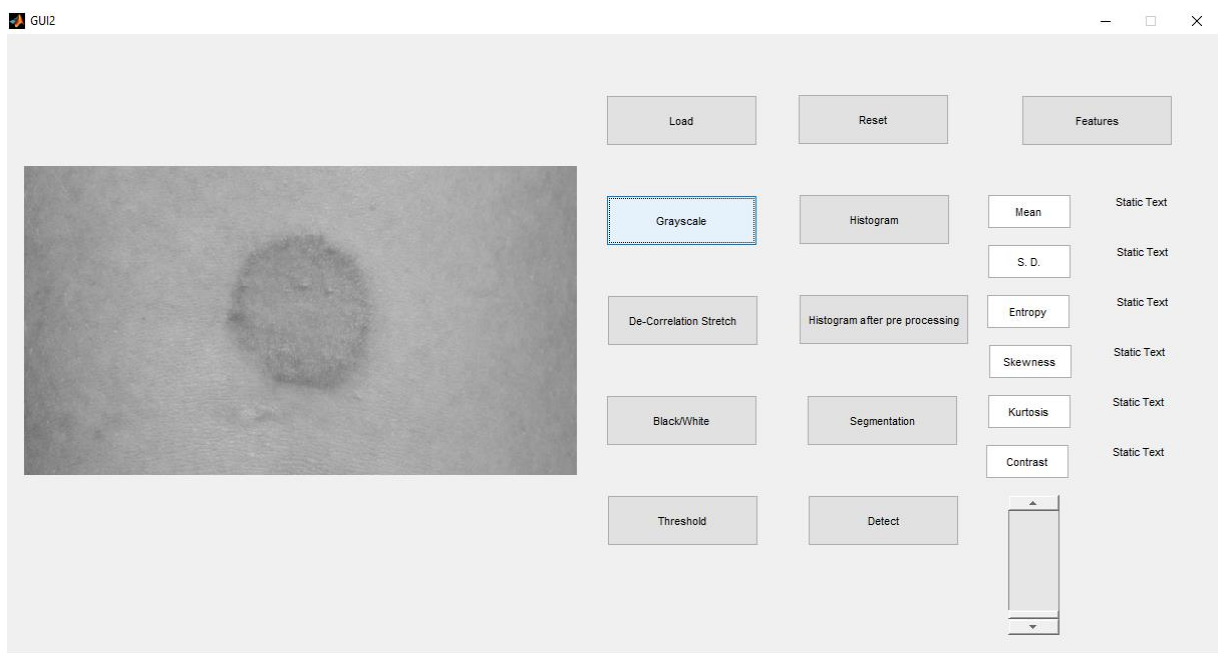 GUI2
Load
Reset
Features
Grayscale
Histogram
Mean
Static Text
S. D.
Static Text
De-Correlation Stretch
Histogram after pre processing
Entropy
Static Text
Skewness
Static Text
Black/White
Segmentation
Kurtosis
Static Text
Contrast
Static Text
Threshold
Detect